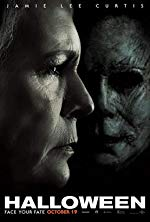 JAMIE LEE CURTIS
HALLOWEEN
FACE YOUR FATE OCTOBER 19